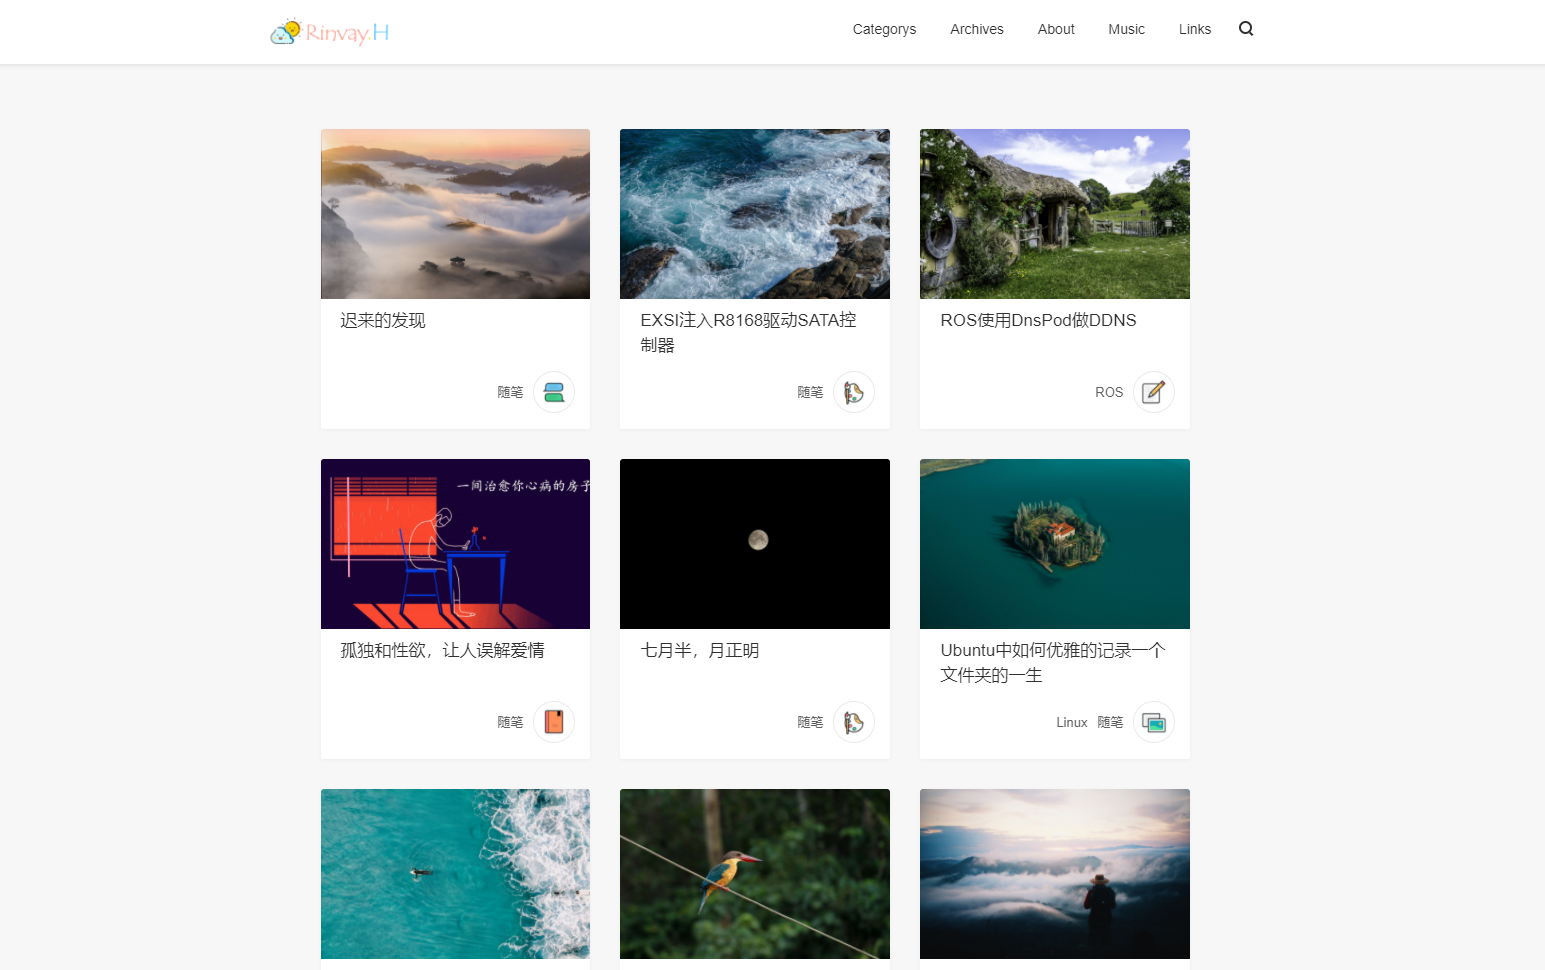 Rinvay.H
Categorys
Archives
About
Music
Links
迟来的发现
随笔
EXSI注入R8168驱动SATA控
制器
随笔
ROS使用DnsPod做DDNS
ROS
一间治愈你心病的房子
孤独和性欲，让人误解爱情
随笔
七月半，月正明
随笔
Ubuntu中如何优雅的记录一个
文件夹的一生
Linux 随笔